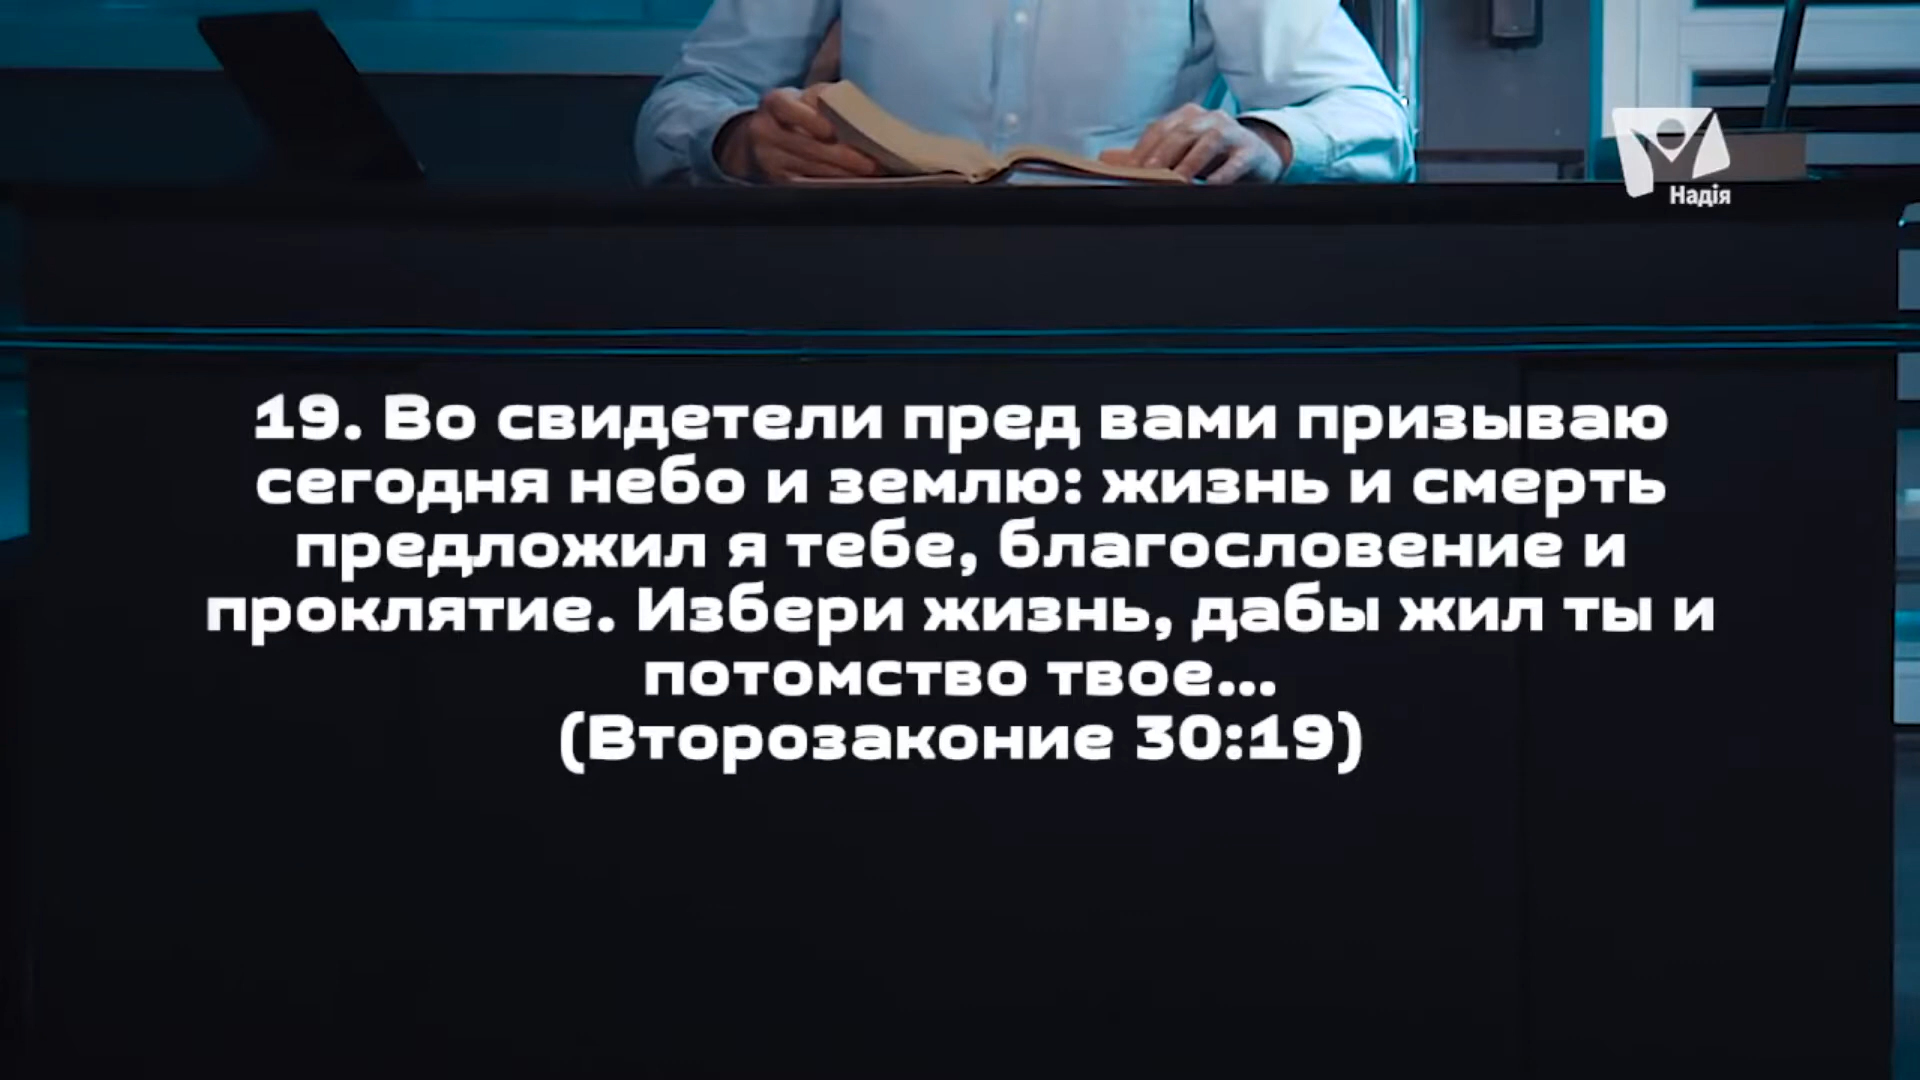 Надія
19. Во свидетели пред вами призываю
сегодня небо и землю: жизнь и смерть
предложил я тебе, благословение и
проклятие. Избери жизнь, дабы жил ты и
потомство твое...
(Второзаконие 30:19)